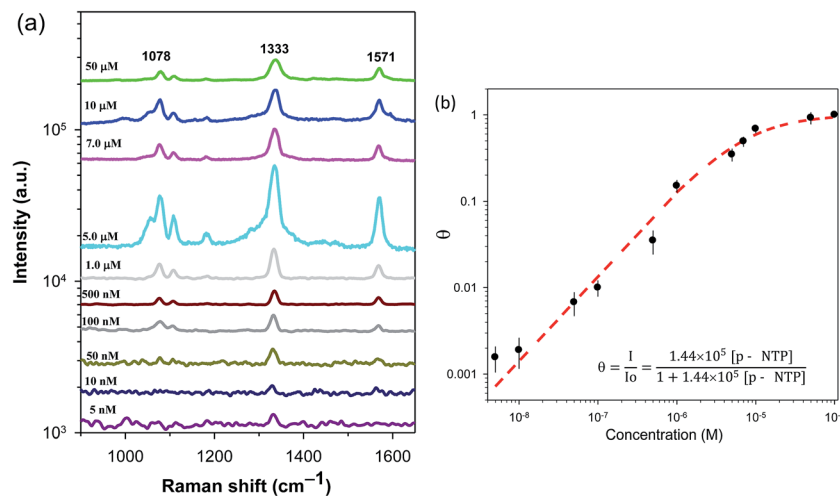 (a)
1078 1333 1571
50 μM
10 μM
7.0 μM
5.0 μM
1.0 μM
500 nM
100 nM
50 nM
10 nM
5 nM
10⁵
10⁴
10³
Intensity (a.u.)
900 1000 1200 1400 1600
Raman shift (cm⁻¹)
(b)
1
0.1
0.01
0.001
θ
θ = I/Io = 1.44×10⁵ [p - NTP] / 1 + 1.44×10⁵ [p - NTP]
10⁻⁸ 10⁻⁷ 10⁻⁶ 10⁻⁵
Concentration (M)